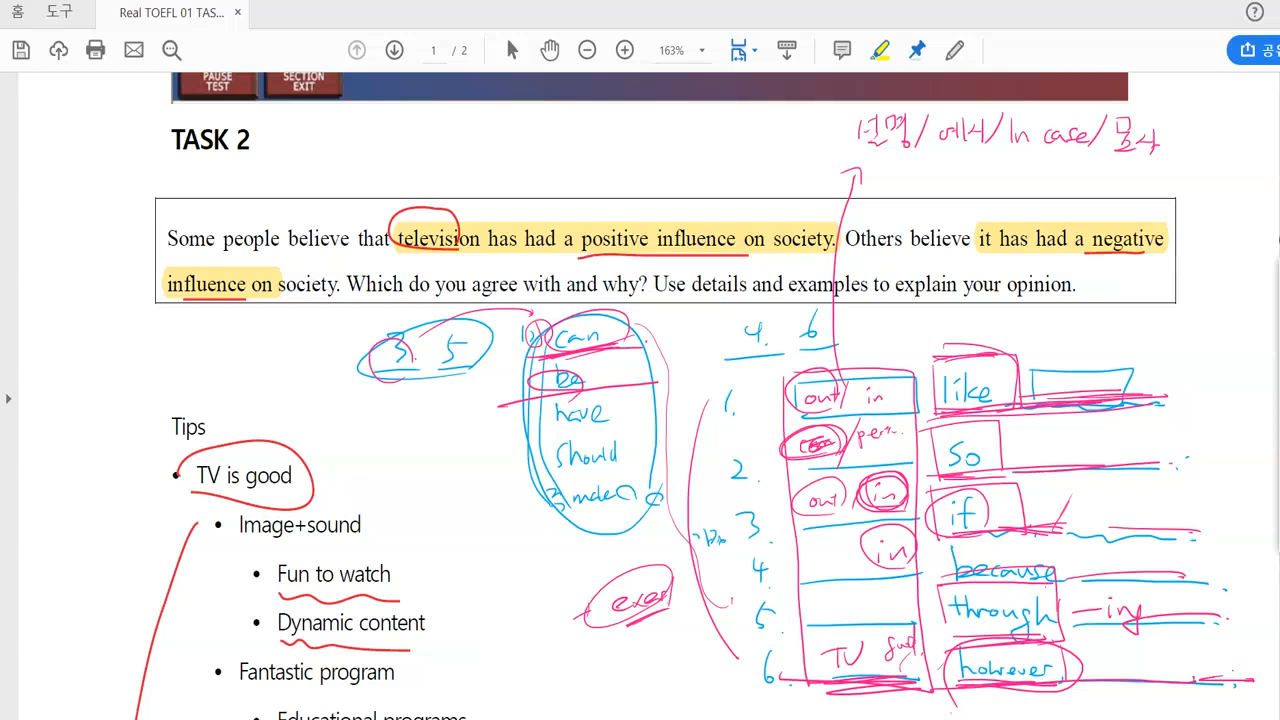 홈 도구 Real TOEFL 01 TAS... × ?
1 / 2 163% 공유
PAUSE TEST SECTION EXIT
TASK 2
설명/ 예시/ In case/ 묘사
Some people believe that television has had a positive influence on society. Others believe it has had a negative
influence on society. Which do you agree with and why? Use details and examples to explain your opinion.
3 5 can 4. 6
be 1. out/ in like
have
Tips
should 2. so
• TV is good
made 3. out / in if
• Image+sound
in
• Fun to watch 4 because
5. through -ing
• Dynamic content
6. TV however
• Fantastic program
• Educational programs